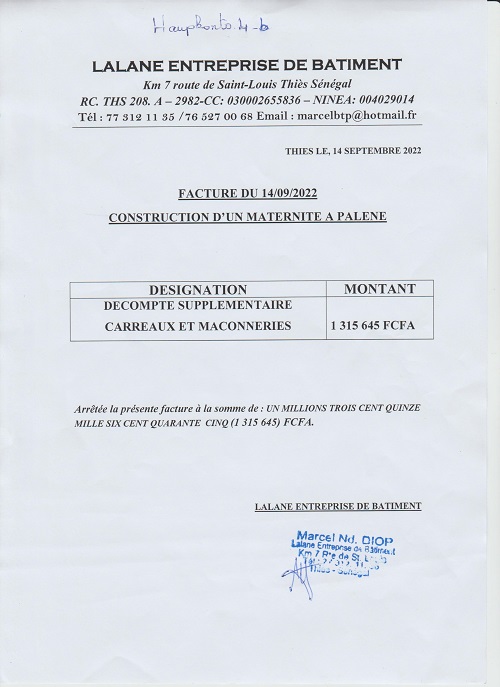 Hauptkonto 4-b
LALANE ENTREPRISE DE BATIMENT
Km 7 route de Saint-Louis Thiès Sénégal
RC. THS 208. A – 2982-CC: 030002655836 – NINEA: 004029014
Tél : 77 312 11 35 /76 527 00 68 Email : marcelbtp@hotmail.fr
THIES LE, 14 SEPTEMBRE 2022
FACTURE DU 14/09/2022
CONSTRUCTION D'UN MATERNITE A PALENE
DESIGNATION MONTANT
DECOMPTE SUPPLEMENTAIRE
CARREAUX ET MACONNERIES 1 315 645 FCFA
Arrêtée la présente facture à la somme de : UN MILLIONS TROIS CENT QUINZE
MILLE SIX CENT QUARANTE CINQ (1 315 645) FCFA.
LALANE ENTREPRISE DE BATIMENT
Marcel Nd. DIOP
Lalane Entreprise de Bâtiment
Km 7 Rte de St. Louis
Thiès - Sénégal